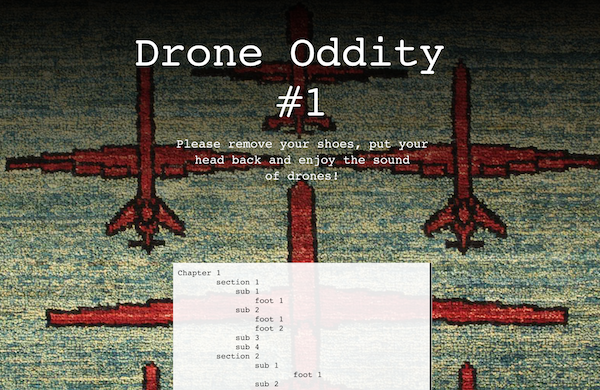 Drone Oddity
#1
Please remove your shoes, put your
head back and enjoy the sound
of drones!
Chapter 1
section 1
sub 1
foot 1
sub 2
foot 1
foot 2
sub 3
sub 4
section 2
sub 1
foot 1
sub 2